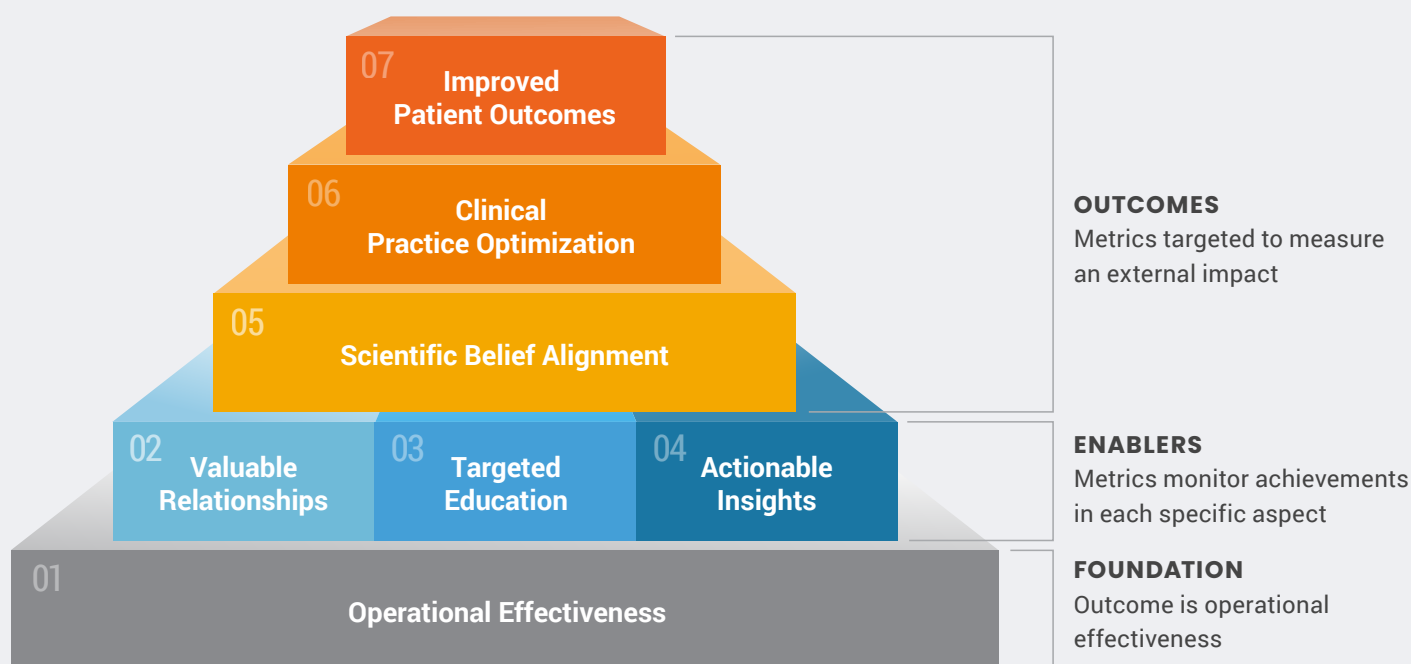 07
Improved
Patient Outcomes
06
Clinical
Practice Optimization
05
Scientific Belief Alignment
02
Valuable
Relationships
03
Targeted
Education
04
Actionable
Insights
01
Operational Effectiveness
OUTCOMES
Metrics targeted to measure
an external impact
ENABLERS
Metrics monitor achievements
in each specific aspect
FOUNDATION
Outcome is operational
effectiveness